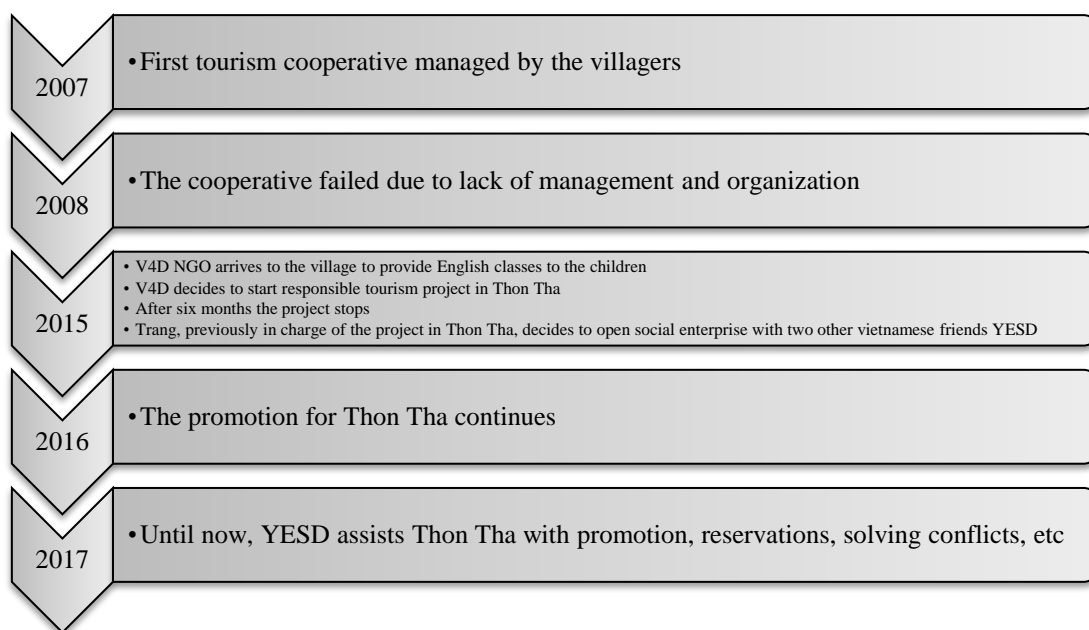 2007
•First tourism cooperative managed by the villagers
2008
•The cooperative failed due to lack of management and organization
2015
• V4D NGO arrives to the village to provide English classes to the children
• V4D decides to start responsible tourism project in Thon Tha
• After six months the project stops
• Trang, previously in charge of the project in Thon Tha, decides to open social enterprise with two other vietnamese friends YESD
2016
•The promotion for Thon Tha continues
2017
•Until now, YESD assists Thon Tha with promotion, reservations, solving conflicts, etc